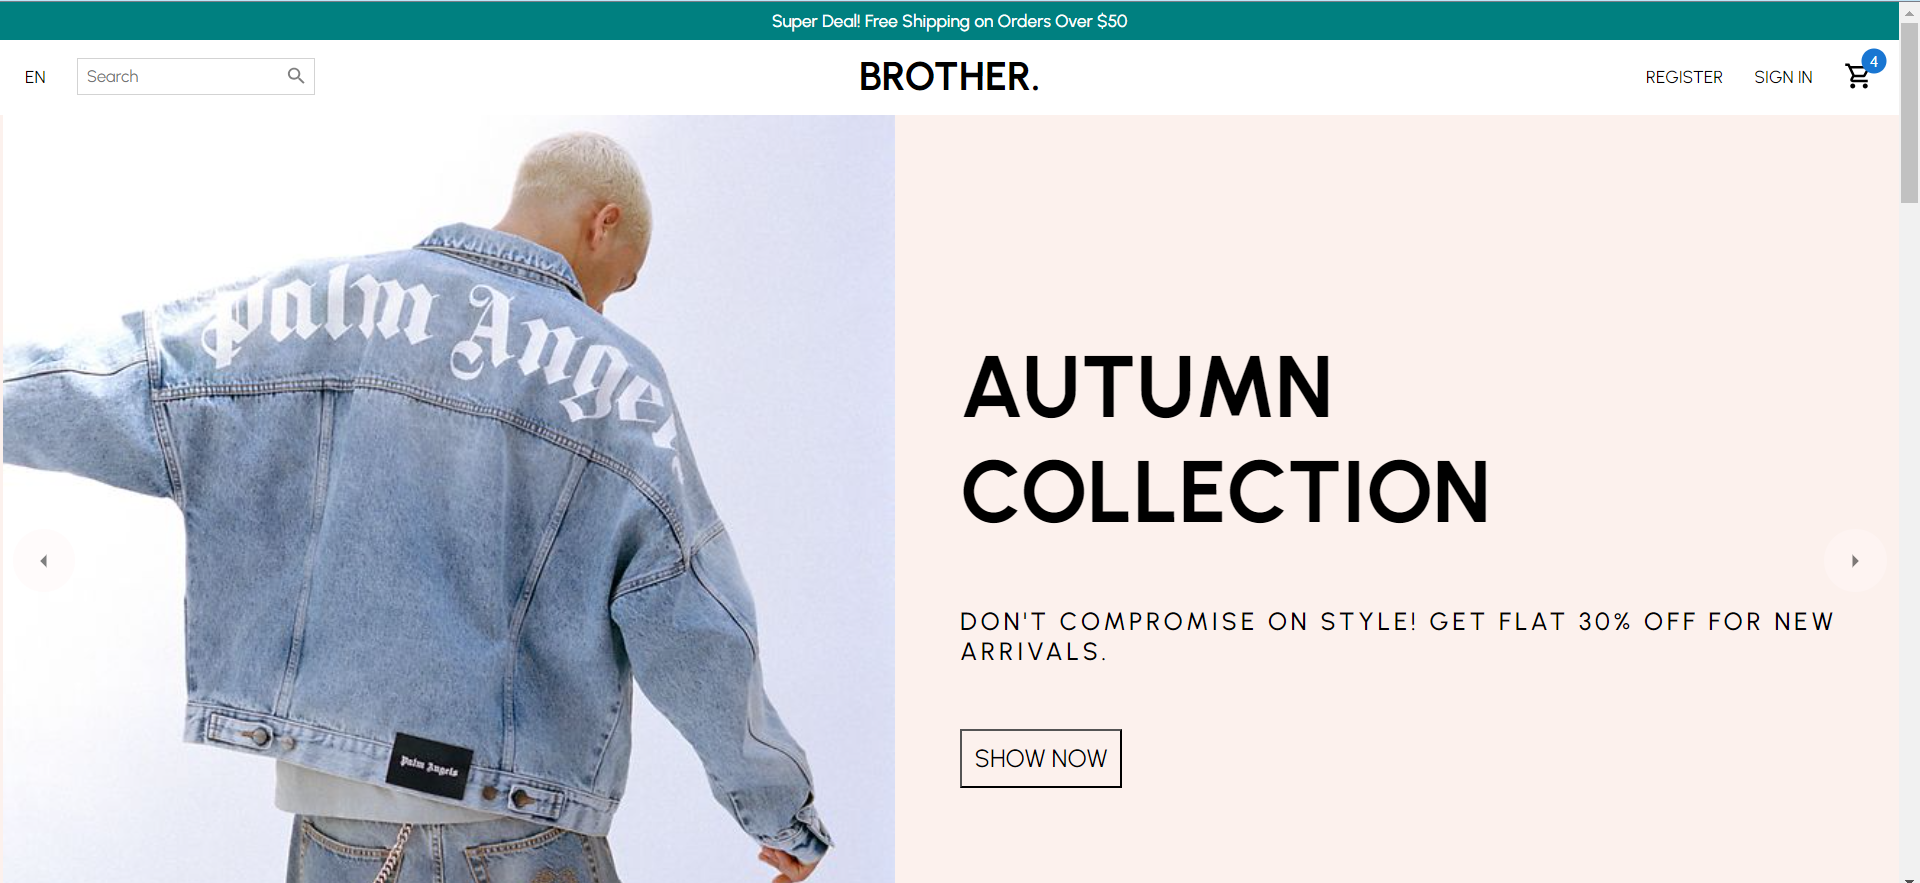 Super Deal! Free Shipping on Orders Over $50
EN
Search
BROTHER.
REGISTER
SIGN IN
4
Palm Angel
Palm Angels
AUTUMN
COLLECTION
DON'T COMPROMISE ON STYLE! GET FLAT 30% OFF FOR NEW
ARRIVALS.
SHOW NOW